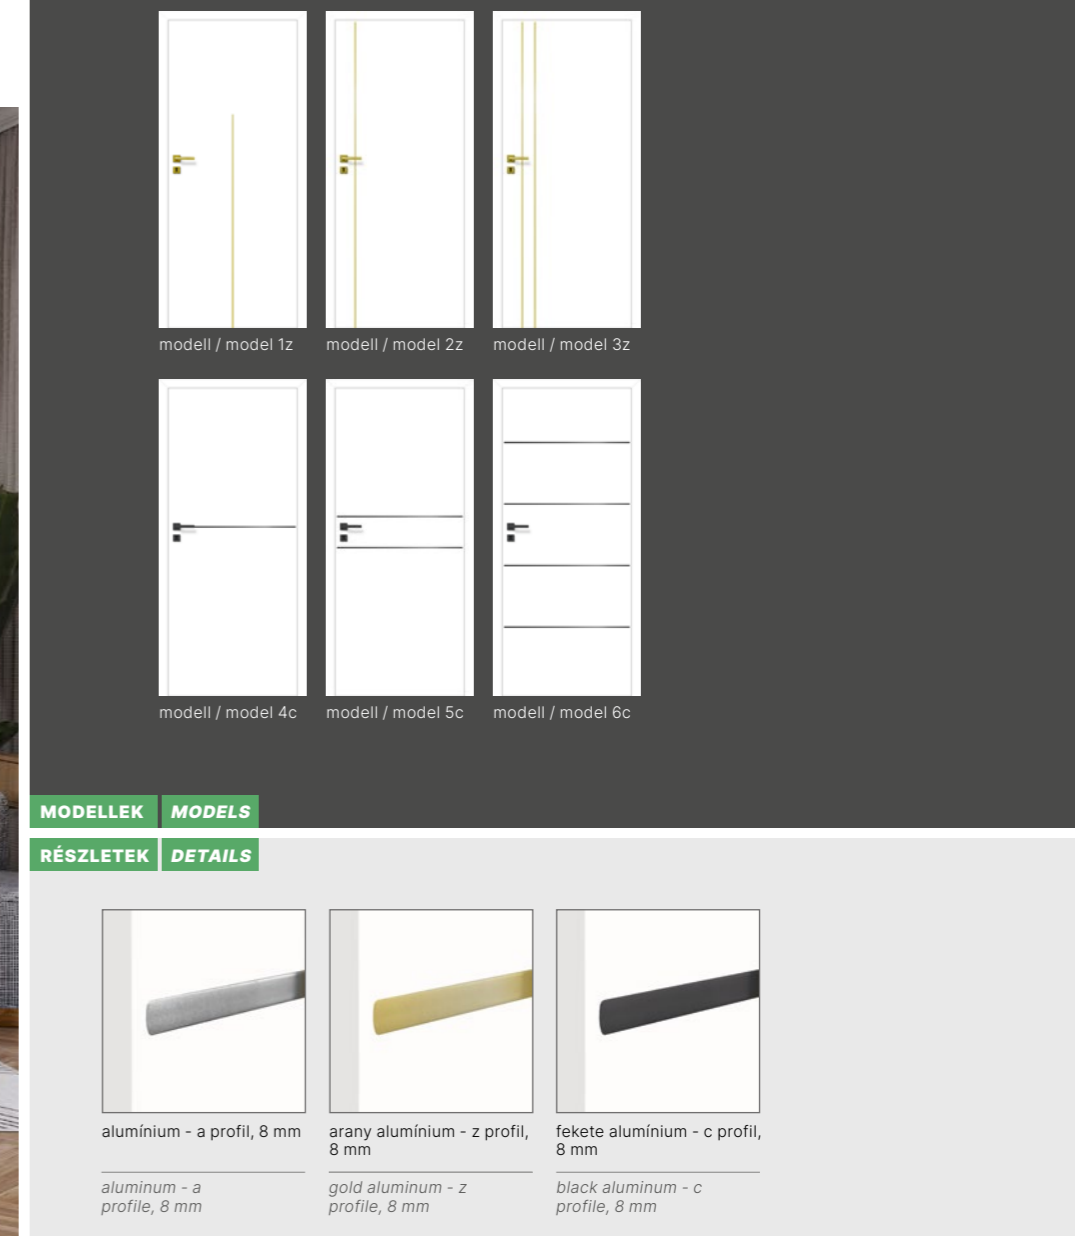 modell / model 1z
modell / model 2z
modell / model 3z
modell / model 4c
modell / model 5c
modell / model 6c
MODELLEK MODELS
RÉSZLETEK DETAILS
alumínium - a profil, 8 mm
aluminum - a
profile, 8 mm
arany alumínium - z profil,
8 mm
gold aluminum - z
profile, 8 mm
fekete alumínium - c profil,
8 mm
black aluminum - c
profile, 8 mm